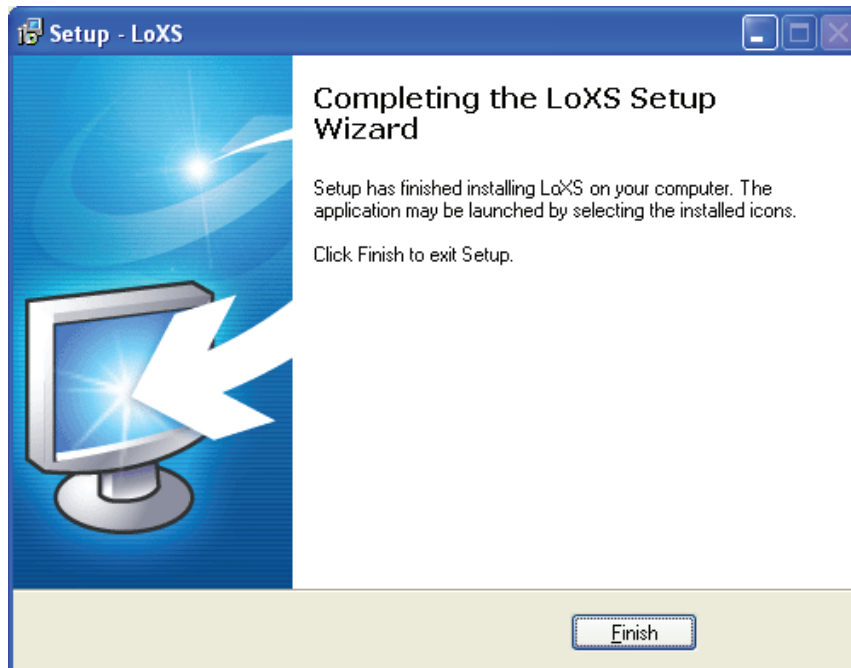 Setup - LoXS
Completing the LoXS Setup
Wizard
Setup has finished installing LoXS on your computer. The
application may be launched by selecting the installed icons.
Click Finish to exit Setup.
Finish